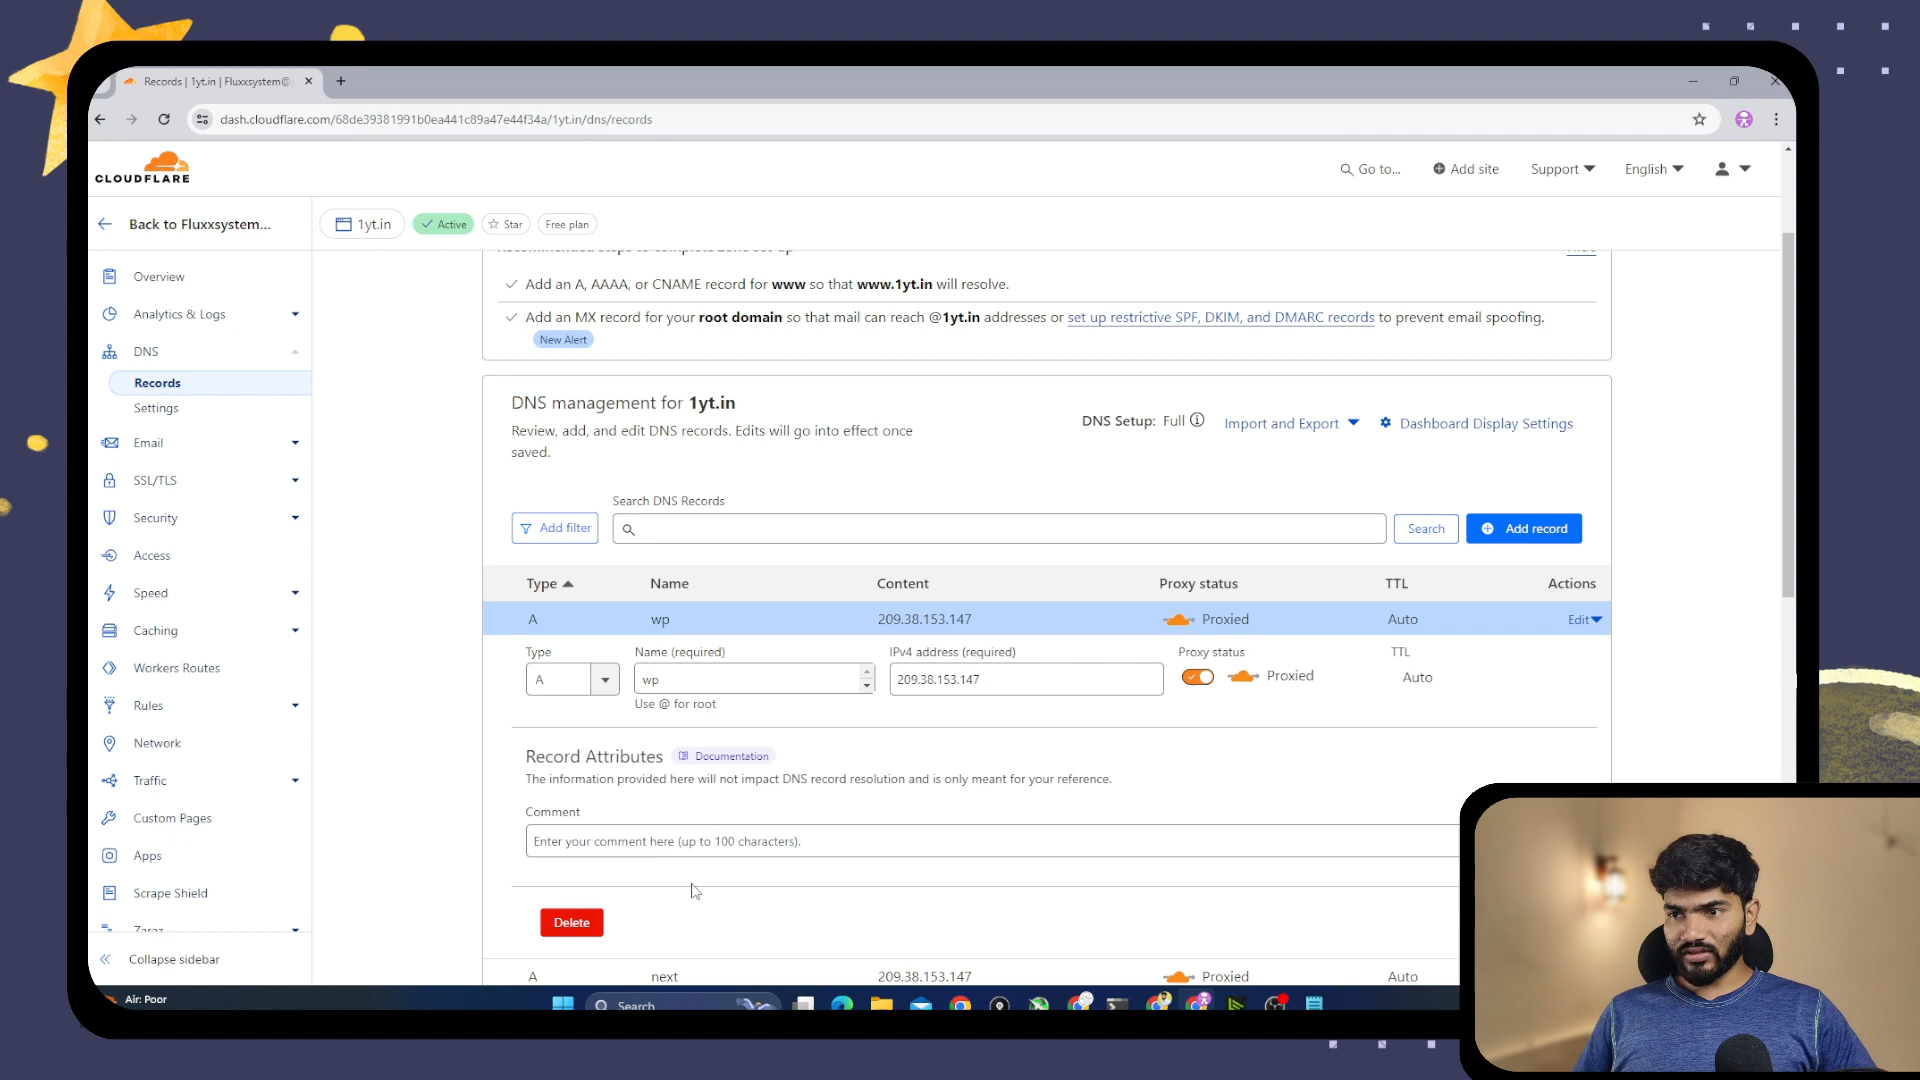 Records | 1yt.in | Fluxxsystem@
dash.cloudflare.com/68de39381991b0ea441c89a47e44f34a/1yt.in/dns/records
CLOUDFLARE
Go to...
Add site
Support
English
Back to Fluxxsystem...
1yt.in
Active
Star
Free plan
Overview
Analytics & Logs
DNS
Records
Settings
Email
SSL/TLS
Security
Access
Speed
Caching
Workers Routes
Rules
Network
Traffic
Custom Pages
Apps
Scrape Shield
Zaraz
Collapse sidebar
Recommended steps to complete zone set-up
Hide
Add an A, AAAA, or CNAME record for www so that www.1yt.in will resolve.
Add an MX record for your root domain so that mail can reach @1yt.in addresses or set up restrictive SPF, DKIM, and DMARC records to prevent email spoofing.
New Alert
DNS management for 1yt.in
Review, add, and edit DNS records. Edits will go into effect once
saved.
DNS Setup: Full
Import and Export
Dashboard Display Settings
Search DNS Records
Add filter
Search
Add record
Type Name Content Proxy status TTL Actions
A wp 209.38.153.147 Proxied Auto Edit
Type Name (required) IPv4 address (required) Proxy status TTL
A wp 209.38.153.147 Proxied Auto
Use @ for root
Record Attributes Documentation
The information provided here will not impact DNS record resolution and is only meant for your reference.
Comment
Enter your comment here (up to 100 characters).
Delete
A next 209.38.153.147 Proxied Auto
Air: Poor
Search